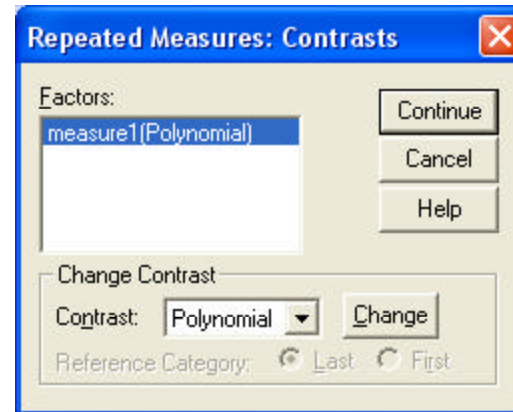 Repeated Measures: Contrasts
Factors:
measure1(Polynomial)
Continue
Cancel
Help
Change Contrast
Contrast: Polynomial Change
Reference Category: Last First